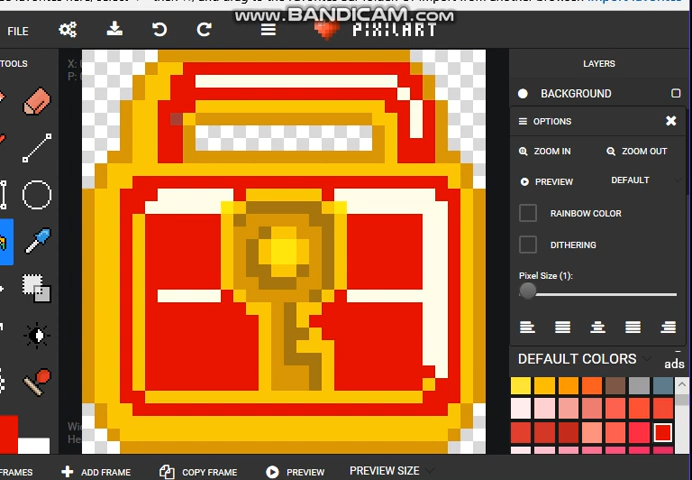 www.BANDICAM.com
FILE
PIXILART
TOOLS
LAYERS
BACKGROUND
OPTIONS
ZOOM IN ZOOM OUT
PREVIEW DEFAULT
RAINBOW COLOR
DITHERING
Pixel Size (1):
DEFAULT COLORS
ads
FRAMES ADD FRAME COPY FRAME PREVIEW PREVIEW SIZE